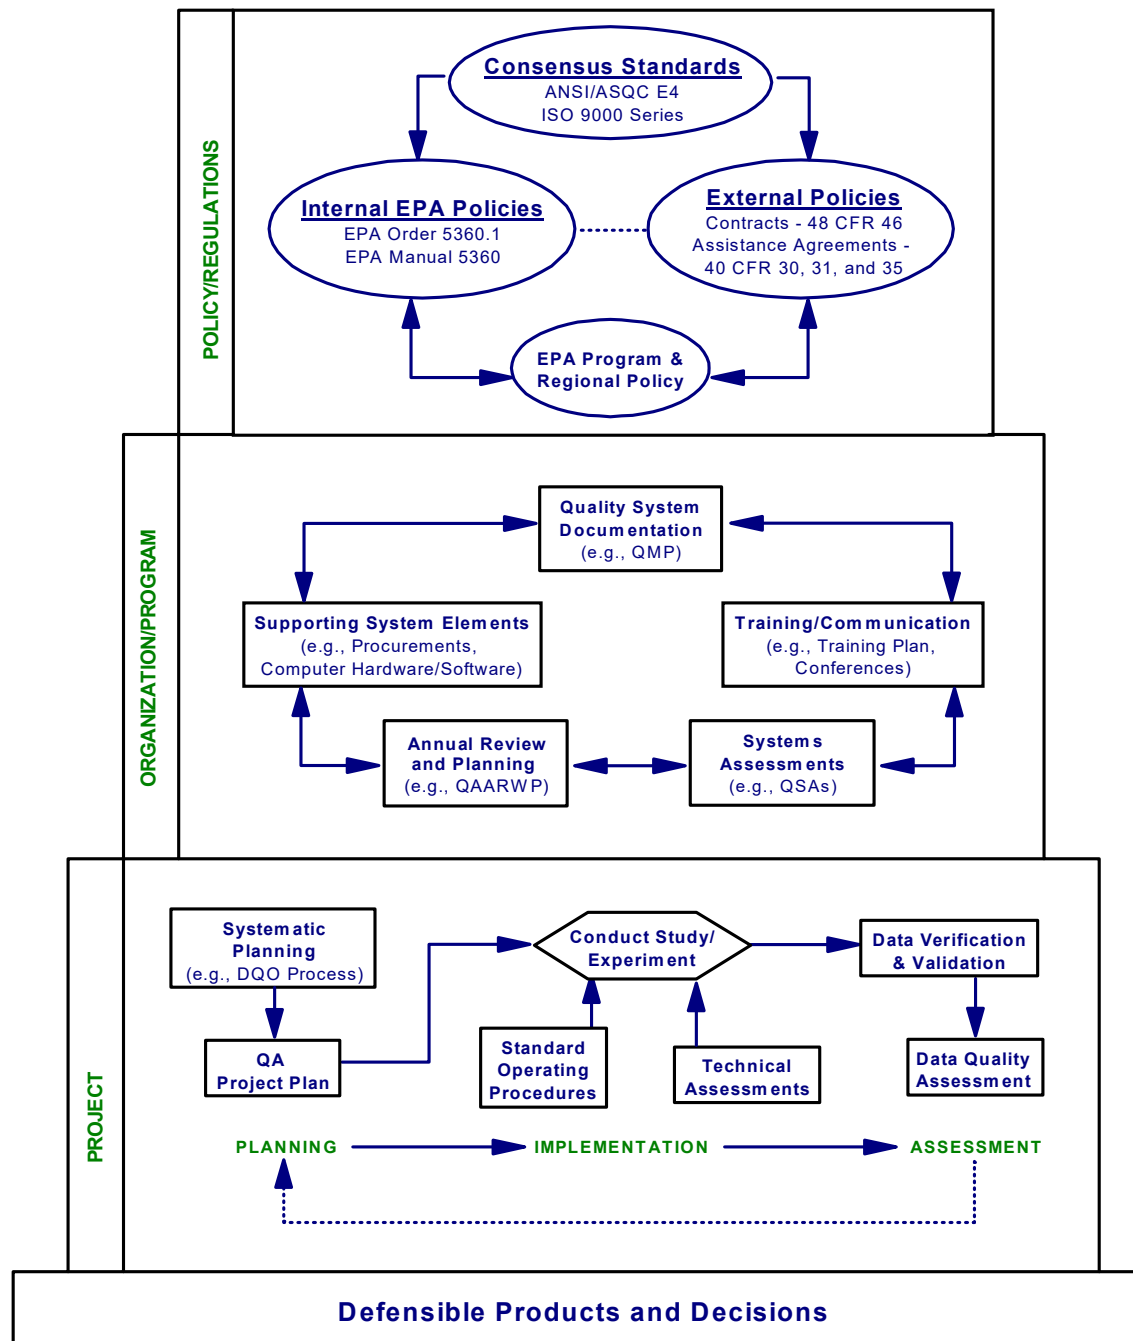 POLICY/REGULATIONS
Consensus Standards
ANSI/ASQC E4
ISO 9000 Series
Internal EPA Policies
EPA Order 5360.1
EPA Manual 5360
External Policies
Contracts - 48 CFR 46
Assistance Agreements -
40 CFR 30, 31, and 35
EPA Program &
Regional Policy
ORGANIZATION/PROGRAM
Quality System
Documentation
(e.g., QMP)
Supporting System Elements
(e.g., Procurements,
Computer Hardware/Software)
Training/Communication
(e.g., Training Plan,
Conferences)
Annual Review
and Planning
(e.g., QAARWP)
Systems
Assessments
(e.g., QSAs)
PROJECT
Systematic
Planning
(e.g., DQO Process)
QA
Project Plan
Conduct Study/
Experiment
Standard
Operating
Procedures
Technical
Assessments
Data Verification
& Validation
Data Quality
Assessment
PLANNING
IMPLEMENTATION
ASSESSMENT
Defensible Products and Decisions